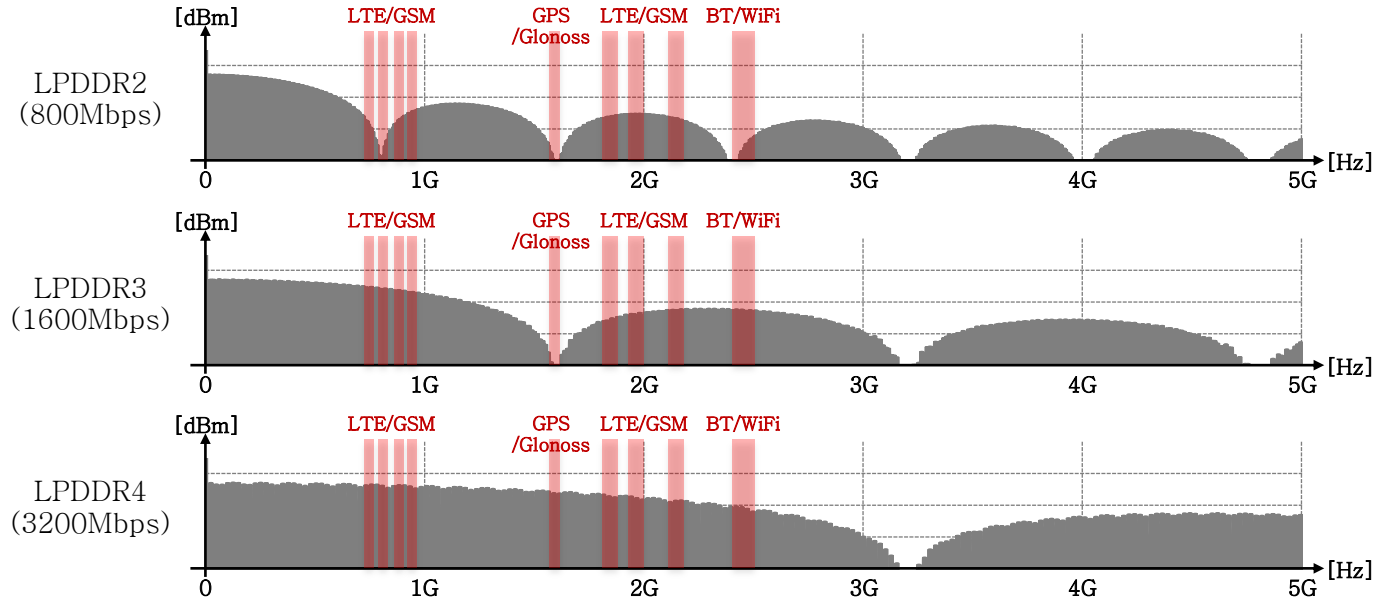 [dBm] LTE/GSM GPS LTE/GSM BT/WiFi
/Glonoss
LPDDR2
(800Mbps)
0 1G 2G 3G 4G 5G [Hz]
[dBm] LTE/GSM GPS LTE/GSM BT/WiFi
/Glonoss
LPDDR3
(1600Mbps)
0 1G 2G 3G 4G 5G [Hz]
[dBm] LTE/GSM GPS LTE/GSM BT/WiFi
/Glonoss
LPDDR4
(3200Mbps)
0 1G 2G 3G 4G 5G [Hz]